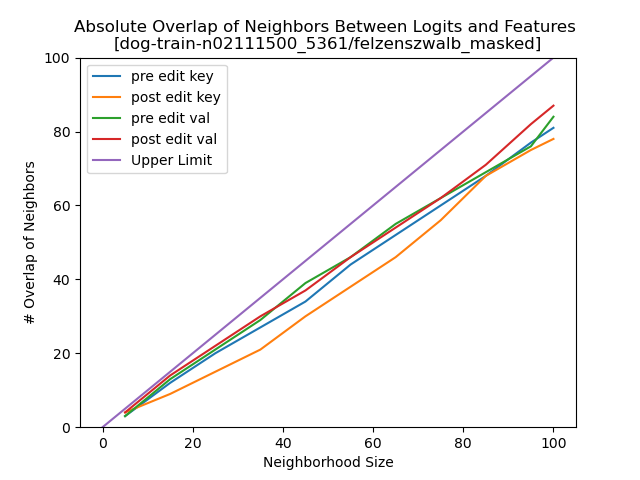 Absolute Overlap of Neighbors Between Logits and Features
[dog-train-n02111500_5361/felzenszwalb_masked]
pre edit key
post edit key
pre edit val
post edit val
Upper Limit
# Overlap of Neighbors
100
80
60
40
20
0
0 20 40 60 80 100
Neighborhood Size